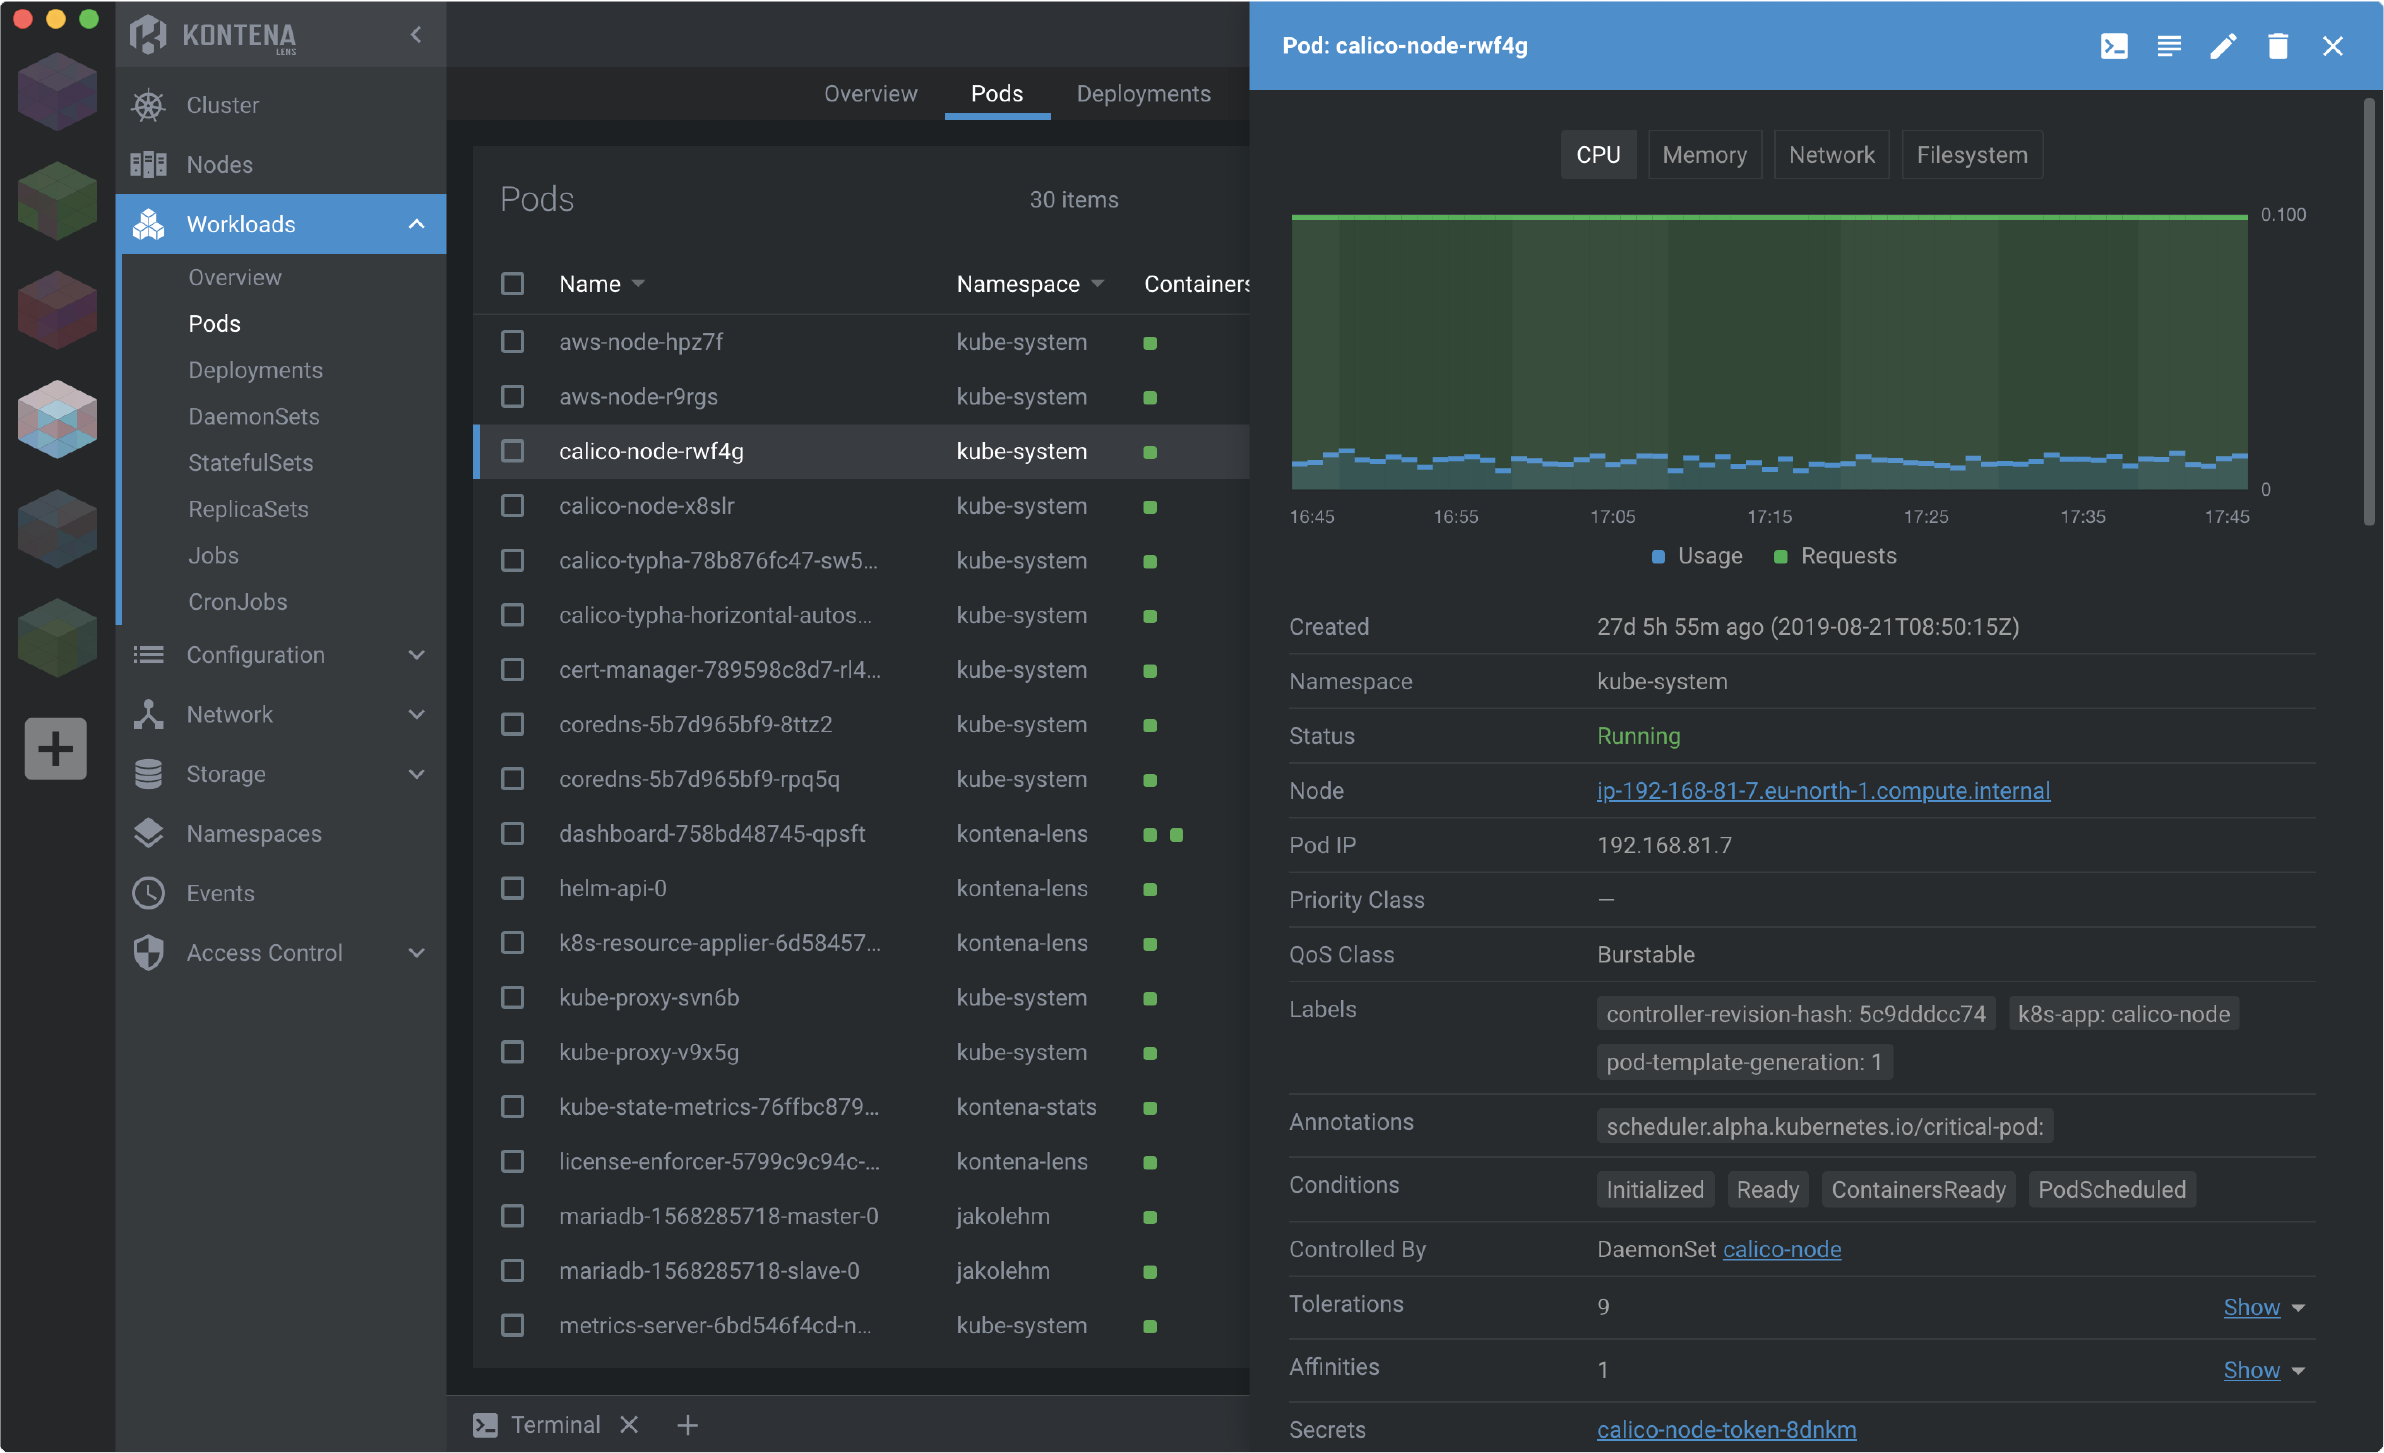 KONTENA
LENS
Cluster
Nodes
Workloads
Overview
Pods
Deployments
DaemonSets
StatefulSets
ReplicaSets
Jobs
CronJobs
Configuration
Network
Storage
Namespaces
Events
Access Control
Overview Pods Deployments
Pods 30 items
Name Namespace Containers
aws-node-hpz7f kube-system
aws-node-r9rgs kube-system
calico-node-rwf4g kube-system
calico-node-x8slr kube-system
calico-typha-78b876fc47-sw5... kube-system
calico-typha-horizontal-autos... kube-system
cert-manager-789598c8d7-rl4... kube-system
coredns-5b7d965bf9-8ttz2 kube-system
coredns-5b7d965bf9-rpq5q kube-system
dashboard-758bd48745-qpsft kontena-lens
helm-api-0 kontena-lens
k8s-resource-applier-6d58457... kontena-lens
kube-proxy-svn6b kube-system
kube-proxy-v9x5g kube-system
kube-state-metrics-76ffbc879... kontena-stats
license-enforcer-5799c9c94c-... kontena-lens
mariadb-1568285718-master-0 jakolehm
mariadb-1568285718-slave-0 jakolehm
metrics-server-6bd546f4cd-n... kube-system
Terminal
Pod: calico-node-rwf4g
CPU Memory Network Filesystem
0.100
0
16:45 16:55 17:05 17:15 17:25 17:35 17:45
Usage Requests
Created 27d 5h 55m ago (2019-08-21T08:50:15Z)
Namespace kube-system
Status Running
Node ip-192-168-81-7.eu-north-1.compute.internal
Pod IP 192.168.81.7
Priority Class —
QoS Class Burstable
Labels controller-revision-hash: 5c9dddcc74 k8s-app: calico-node
pod-template-generation: 1
Annotations scheduler.alpha.kubernetes.io/critical-pod:
Conditions Initialized Ready ContainersReady PodScheduled
Controlled By DaemonSet calico-node
Tolerations 9 Show
Affinities 1 Show
Secrets calico-node-token-8dnkm